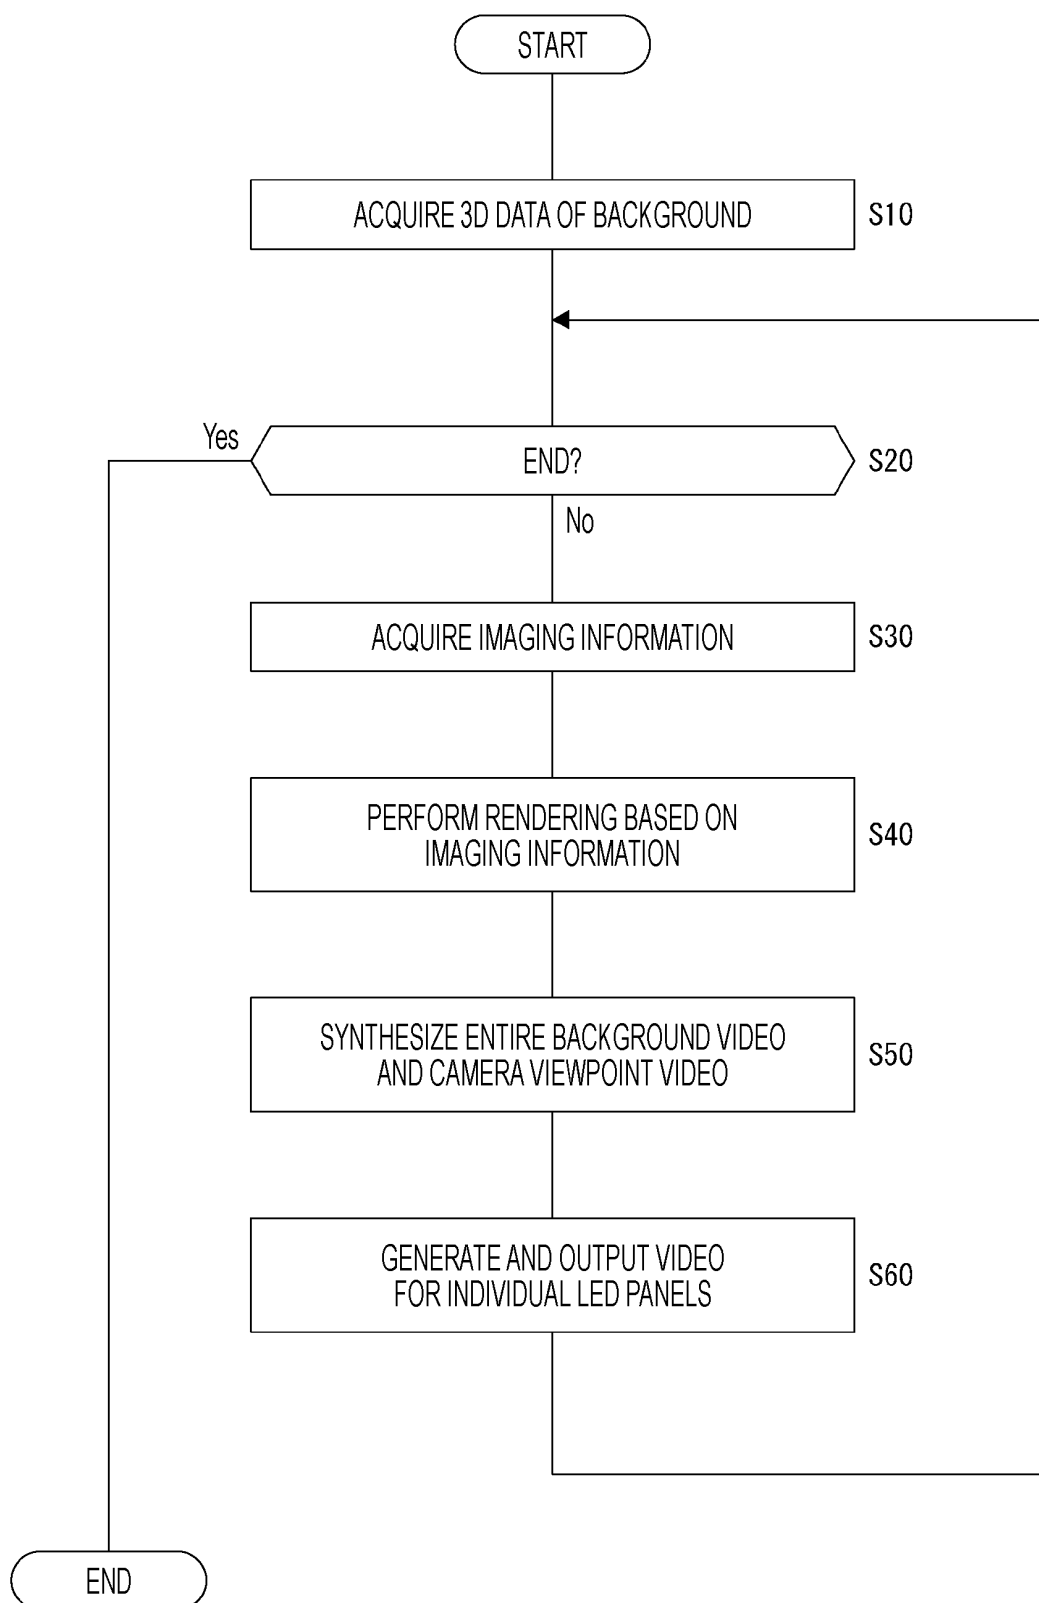 START
ACQUIRE 3D DATA OF BACKGROUND
S10
Yes
END?
S20
No
ACQUIRE IMAGING INFORMATION
S30
PERFORM RENDERING BASED ON
IMAGING INFORMATION
S40
SYNTHESIZE ENTIRE BACKGROUND VIDEO
AND CAMERA VIEWPOINT VIDEO
S50
GENERATE AND OUTPUT VIDEO
FOR INDIVIDUAL LED PANELS
S60
END